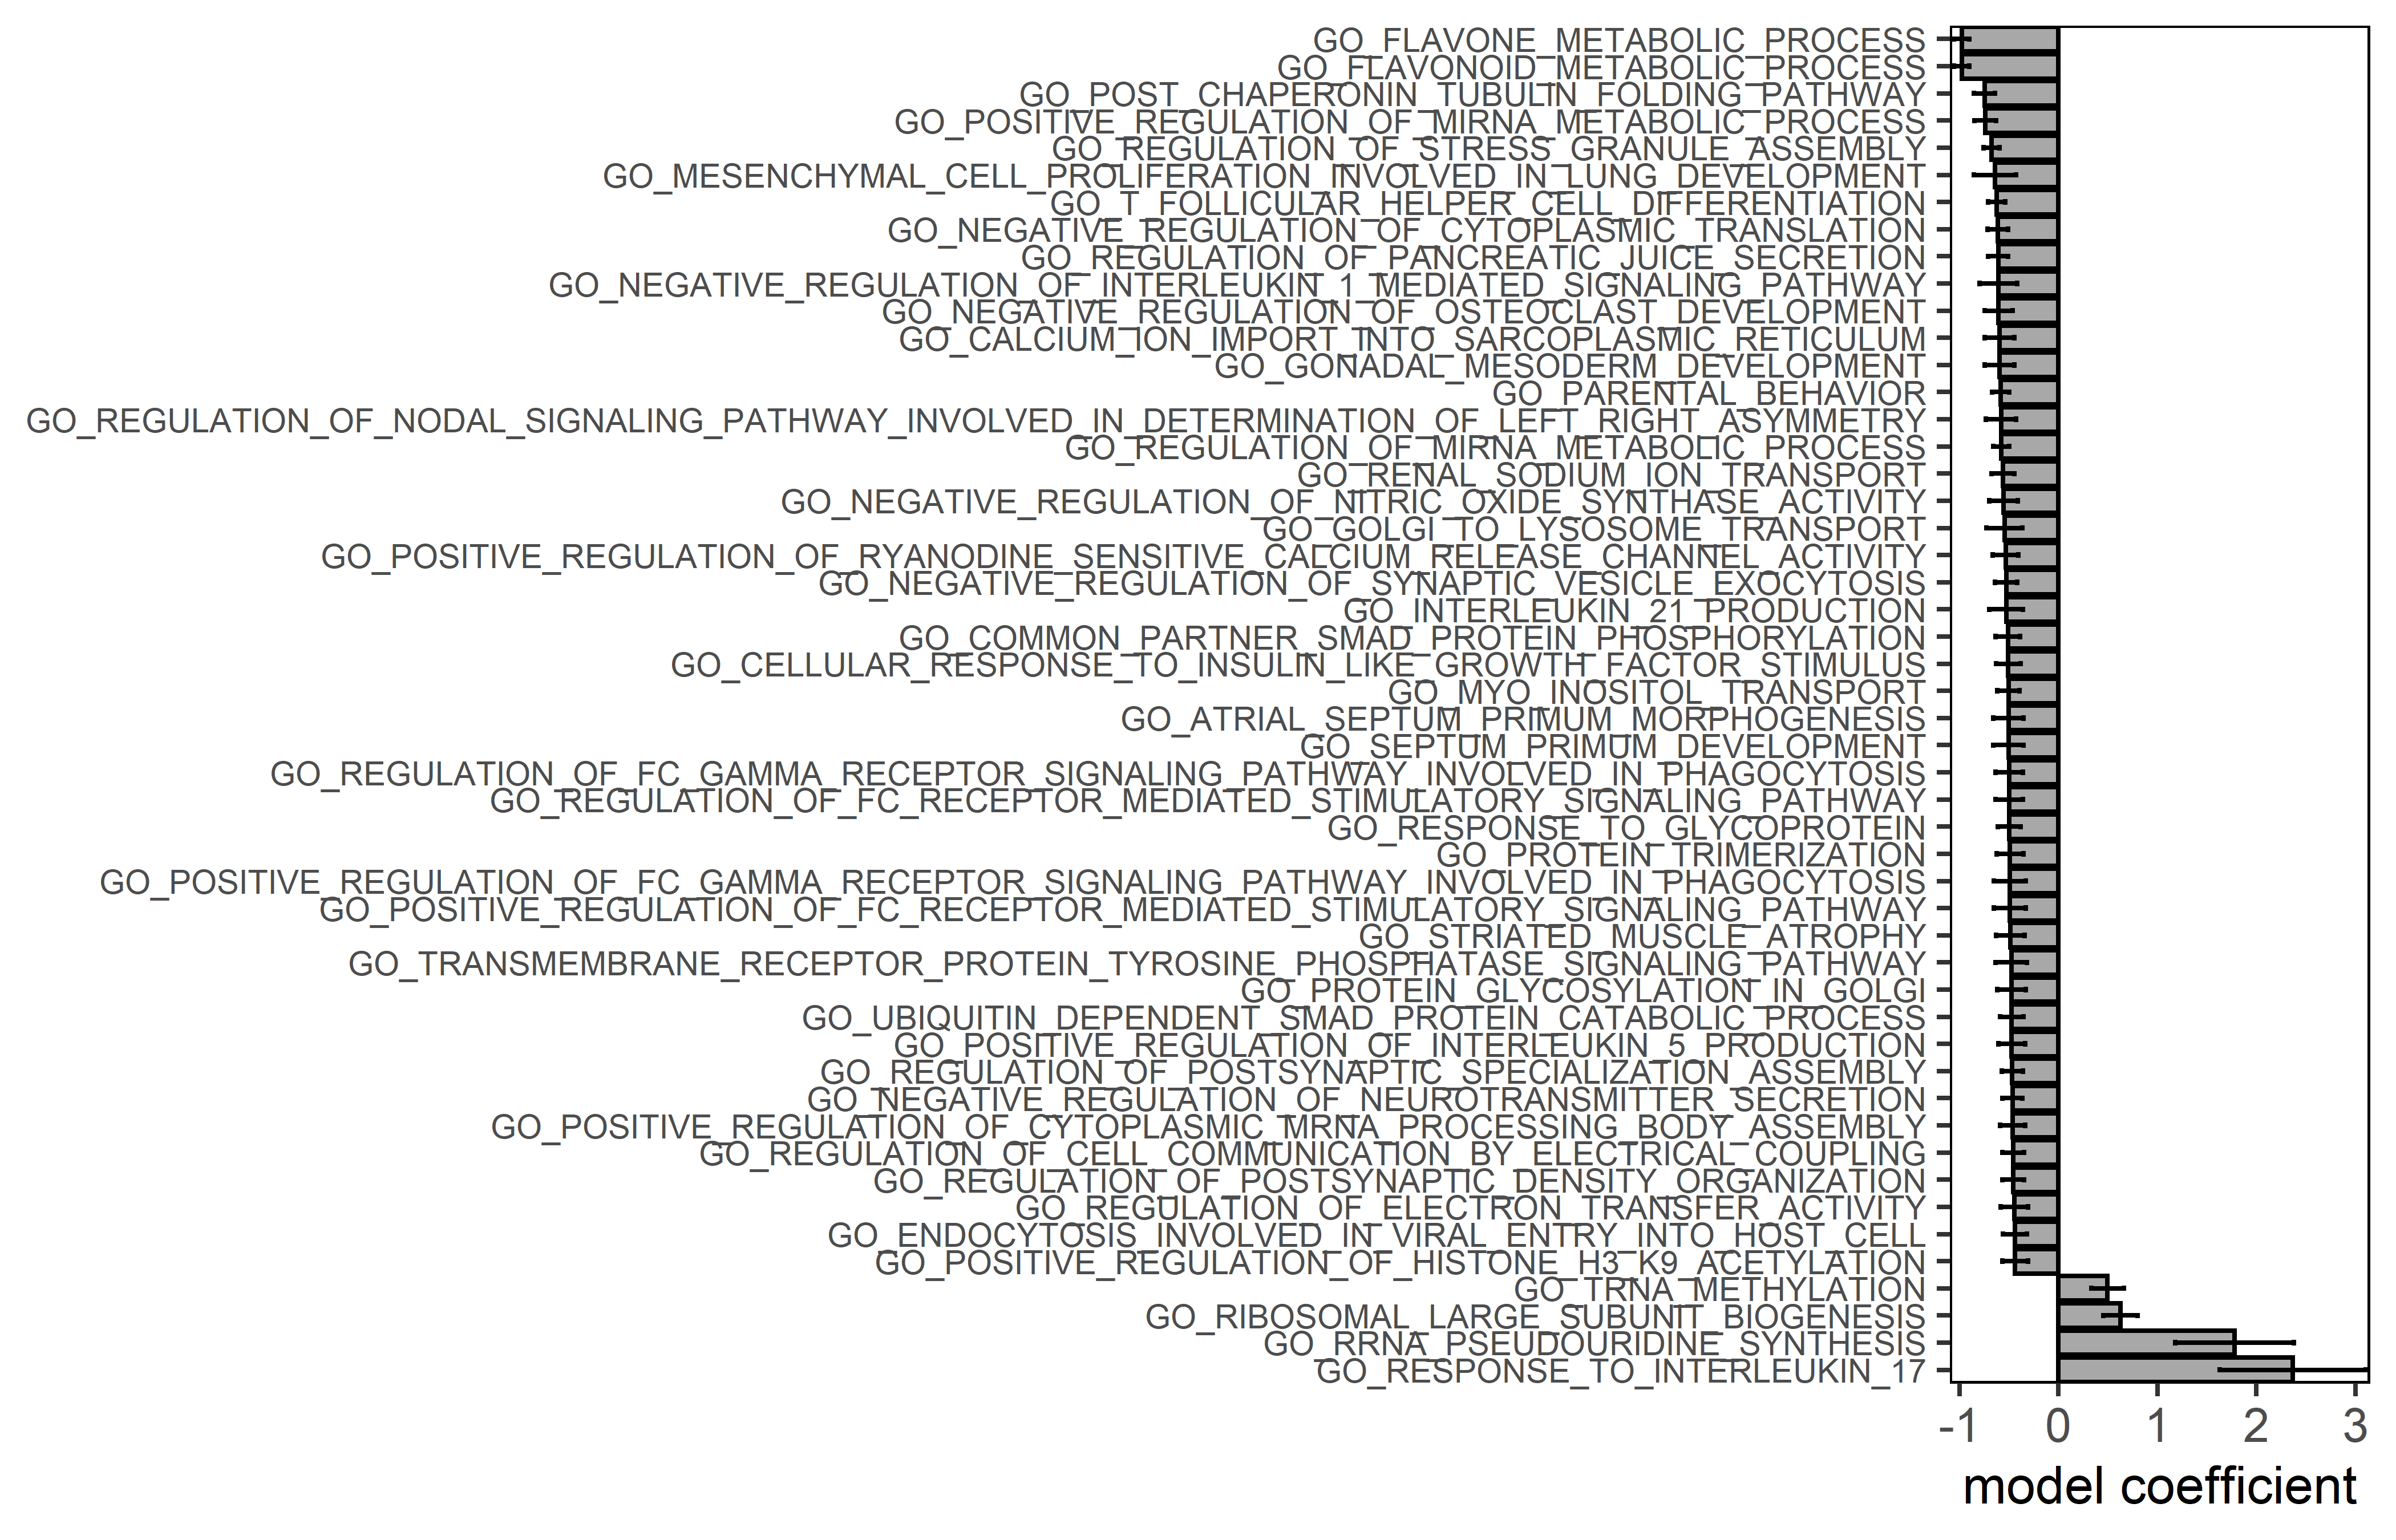 GO_FLAVONE_METABOLIC_PROCESS
GO_FLAVONOID_METABOLIC_PROCESS
GO_POST_CHAPERONIN_TUBULIN_FOLDING_PATHWAY
GO_POSITIVE_REGULATION_OF_MIRNA_METABOLIC_PROCESS
GO_REGULATION_OF_STRESS_GRANULE_ASSEMBLY
GO_MESENCHYMAL_CELL_PROLIFERATION_INVOLVED_IN_LUNG_DEVELOPMENT
GO_T_FOLLICULAR_HELPER_CELL_DIFFERENTIATION
GO_NEGATIVE_REGULATION_OF_CYTOPLASMIC_TRANSLATION
GO_REGULATION_OF_PANCREATIC_JUICE_SECRETION
GO_NEGATIVE_REGULATION_OF_INTERLEUKIN_1_MEDIATED_SIGNALING_PATHWAY
GO_NEGATIVE_REGULATION_OF_OSTEOCLAST_DEVELOPMENT
GO_CALCIUM_ION_IMPORT_INTO_SARCOPLASMIC_RETICULUM
GO_GONADAL_MESODERM_DEVELOPMENT
GO_PARENTAL_BEHAVIOR
GO_REGULATION_OF_NODAL_SIGNALING_PATHWAY_INVOLVED_IN_DETERMINATION_OF_LEFT_RIGHT_ASYMMETRY
GO_REGULATION_OF_MIRNA_METABOLIC_PROCESS
GO_RENAL_SODIUM_ION_TRANSPORT
GO_NEGATIVE_REGULATION_OF_NITRIC_OXIDE_SYNTHASE_ACTIVITY
GO_GOLGI_TO_LYSOSOME_TRANSPORT
GO_POSITIVE_REGULATION_OF_RYANODINE_SENSITIVE_CALCIUM_RELEASE_CHANNEL_ACTIVITY
GO_NEGATIVE_REGULATION_OF_SYNAPTIC_VESICLE_EXOCYTOSIS
GO_INTERLEUKIN_21_PRODUCTION
GO_COMMON_PARTNER_SMAD_PROTEIN_PHOSPHORYLATION
GO_CELLULAR_RESPONSE_TO_INSULIN_LIKE_GROWTH_FACTOR_STIMULUS
GO_MYO_INOSITOL_TRANSPORT
GO_ATRIAL_SEPTUM_PRIMUM_MORPHOGENESIS
GO_SEPTUM_PRIMUM_DEVELOPMENT
GO_REGULATION_OF_FC_GAMMA_RECEPTOR_SIGNALING_PATHWAY_INVOLVED_IN_PHAGOCYTOSIS
GO_REGULATION_OF_FC_RECEPTOR_MEDIATED_STIMULATORY_SIGNALING_PATHWAY
GO_RESPONSE_TO_GLYCOPROTEIN
GO_PROTEIN_TRIMERIZATION
GO_POSITIVE_REGULATION_OF_FC_GAMMA_RECEPTOR_SIGNALING_PATHWAY_INVOLVED_IN_PHAGOCYTOSIS
GO_POSITIVE_REGULATION_OF_FC_RECEPTOR_MEDIATED_STIMULATORY_SIGNALING_PATHWAY
GO_STRIATED_MUSCLE_ATROPHY
GO_TRANSMEMBRANE_RECEPTOR_PROTEIN_TYROSINE_PHOSPHATASE_SIGNALING_PATHWAY
GO_PROTEIN_GLYCOSYLATION_IN_GOLGI
GO_UBIQUITIN_DEPENDENT_SMAD_PROTEIN_CATABOLIC_PROCESS
GO_POSITIVE_REGULATION_OF_INTERLEUKIN_5_PRODUCTION
GO_REGULATION_OF_POSTSYNAPTIC_SPECIALIZATION_ASSEMBLY
GO_NEGATIVE_REGULATION_OF_NEUROTRANSMITTER_SECRETION
GO_POSITIVE_REGULATION_OF_CYTOPLASMIC_MRNA_PROCESSING_BODY_ASSEMBLY
GO_REGULATION_OF_CELL_COMMUNICATION_BY_ELECTRICAL_COUPLING
GO_REGULATION_OF_POSTSYNAPTIC_DENSITY_ORGANIZATION
GO_REGULATION_OF_ELECTRON_TRANSFER_ACTIVITY
GO_ENDOCYTOSIS_INVOLVED_IN_VIRAL_ENTRY_INTO_HOST_CELL
GO_POSITIVE_REGULATION_OF_HISTONE_H3_K9_ACETYLATION
GO_TRNA_METHYLATION
GO_RIBOSOMAL_LARGE_SUBUNIT_BIOGENESIS
GO_RRNA_PSEUDOURIDINE_SYNTHESIS
GO_RESPONSE_TO_INTERLEUKIN_17
-1 0 1 2 3
model coefficient